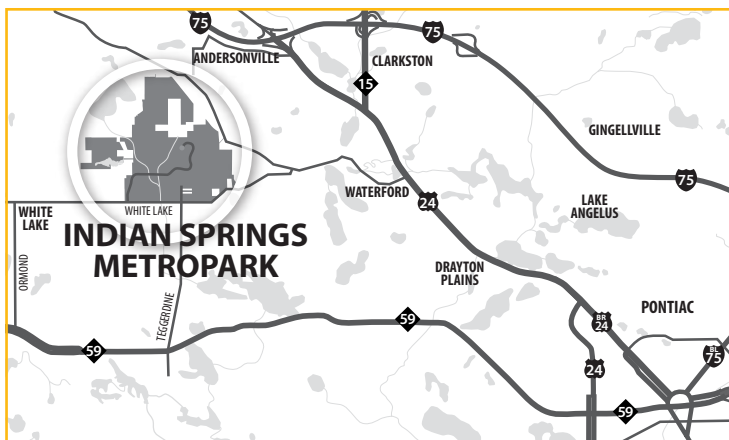 75
75
ANDERSONVILLE
CLARKSTON
15
GINGELLVILLE
75
WATERFORD
24
LAKE
ANGELUS
WHITE
LAKE
WHITE LAKE
INDIAN SPRINGS
METROPARK
DRAYTON
PLAINS
ORMOND
TEGGERDINE
PONTIAC
BR
24
59
59
BL
75
24
59